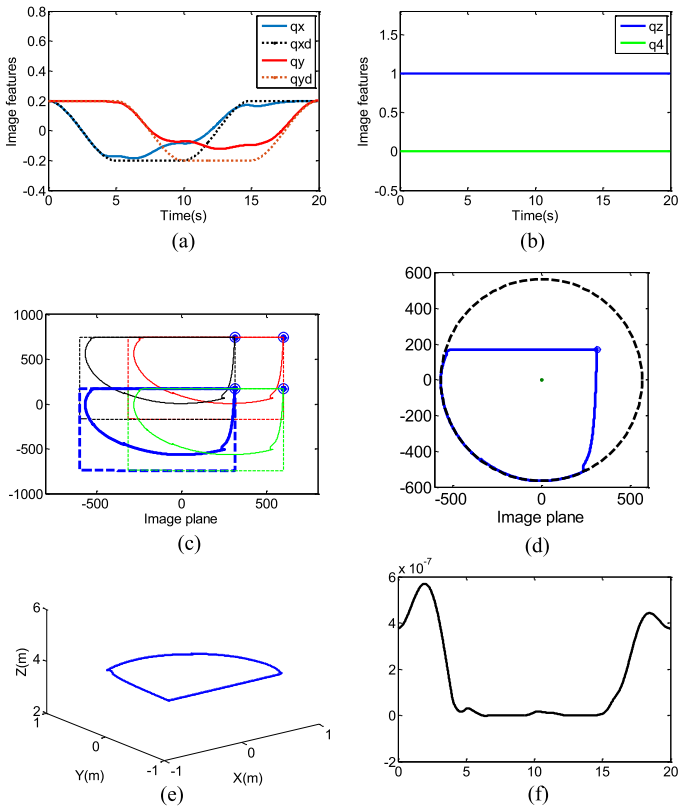 0.8
0.6
0.4
0.2
0
-0.2
-0.4
Image features
0 5 10 15 20
Time(s)
qx
qxd
qy
qyd
(a)
1.5
1
0.5
0
-0.5
Image features
0 5 10 15 20
Time(s)
qz
q4
(b)
1000
500
0
-500
-1000
-500 0 500
Image plane
(c)
600
400
200
0
-200
-400
-600
-500 0 500
Image plane
(d)
6
4
2
Z(m)
1
0
-1
Y(m)
-1
0
1
X(m)
(e)
x 10^-7
6
4
2
0
-2
0 5 10 15 20
(f)